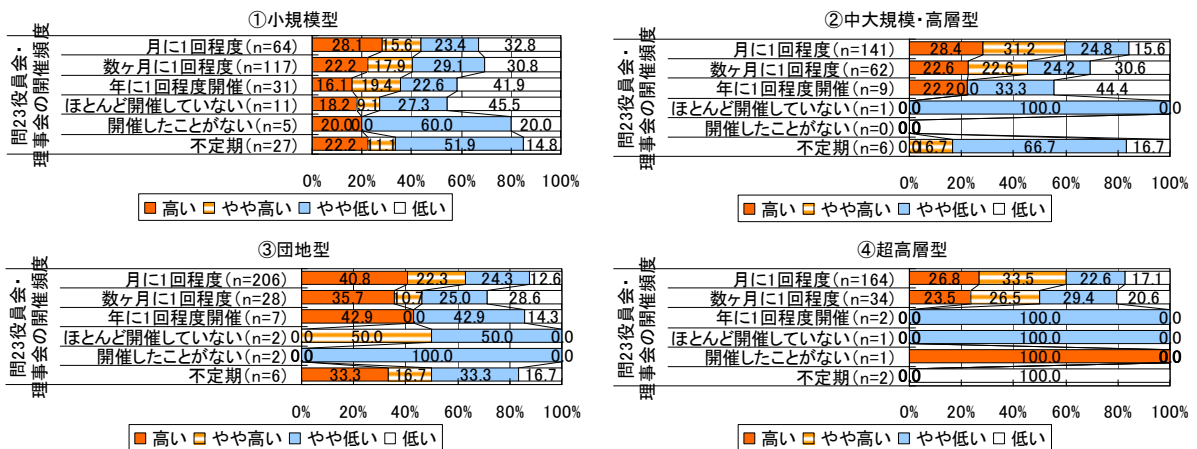 ①小規模型
問23役員会・理事会の開催頻度
月に1回程度(n=64) 28.1 15.6 23.4 32.8
数ヶ月に1回程度(n=117) 22.2 17.9 29.1 30.8
年に1回程度開催(n=31) 16.1 19.4 22.6 41.9
ほとんど開催していない(n=11) 18.2 9.1 27.3 45.5
開催したことがない(n=5) 20.0 0.0 60.0 20.0
不定期(n=27) 22.2 11.1 51.9 14.8
0% 20% 40% 60% 80% 100%
高い やや高い やや低い 低い
②中大規模・高層型
問23役員会・理事会の開催頻度
月に1回程度(n=141) 28.4 31.2 24.8 15.6
数ヶ月に1回程度(n=62) 22.6 22.6 24.2 30.6
年に1回程度開催(n=9) 22.2 0.0 33.3 44.4
ほとんど開催していない(n=1) 0.0 0.0 100.0 0.0
開催したことがない(n=0) 0.0 0.0
不定期(n=6) 0.0 16.7 66.7 16.7
0% 20% 40% 60% 80% 100%
高い やや高い やや低い 低い
③団地型
問23役員会・理事会の開催頻度
月に1回程度(n=206) 40.8 22.3 24.3 12.6
数ヶ月に1回程度(n=28) 35.7 10.7 25.0 28.6
年に1回程度開催(n=7) 42.9 0.0 42.9 14.3
ほとんど開催していない(n=2) 0.0 50.0 50.0 0.0
開催したことがない(n=2) 0.0 0.0 100.0 0.0
不定期(n=6) 33.3 16.7 33.3 16.7
0% 20% 40% 60% 80% 100%
高い やや高い やや低い 低い
④超高層型
問23役員会・理事会の開催頻度
月に1回程度(n=164) 26.8 33.5 22.6 17.1
数ヶ月に1回程度(n=34) 23.5 26.5 29.4 20.6
年に1回程度開催(n=2) 0.0 0.0 100.0 0.0
ほとんど開催していない(n=1) 0.0 0.0 100.0 0.0
開催したことがない(n=1) 100.0 0.0 0.0
不定期(n=2) 0.0 0.0 100.0
0% 20% 40% 60% 80% 100%
高い やや高い やや低い 低い